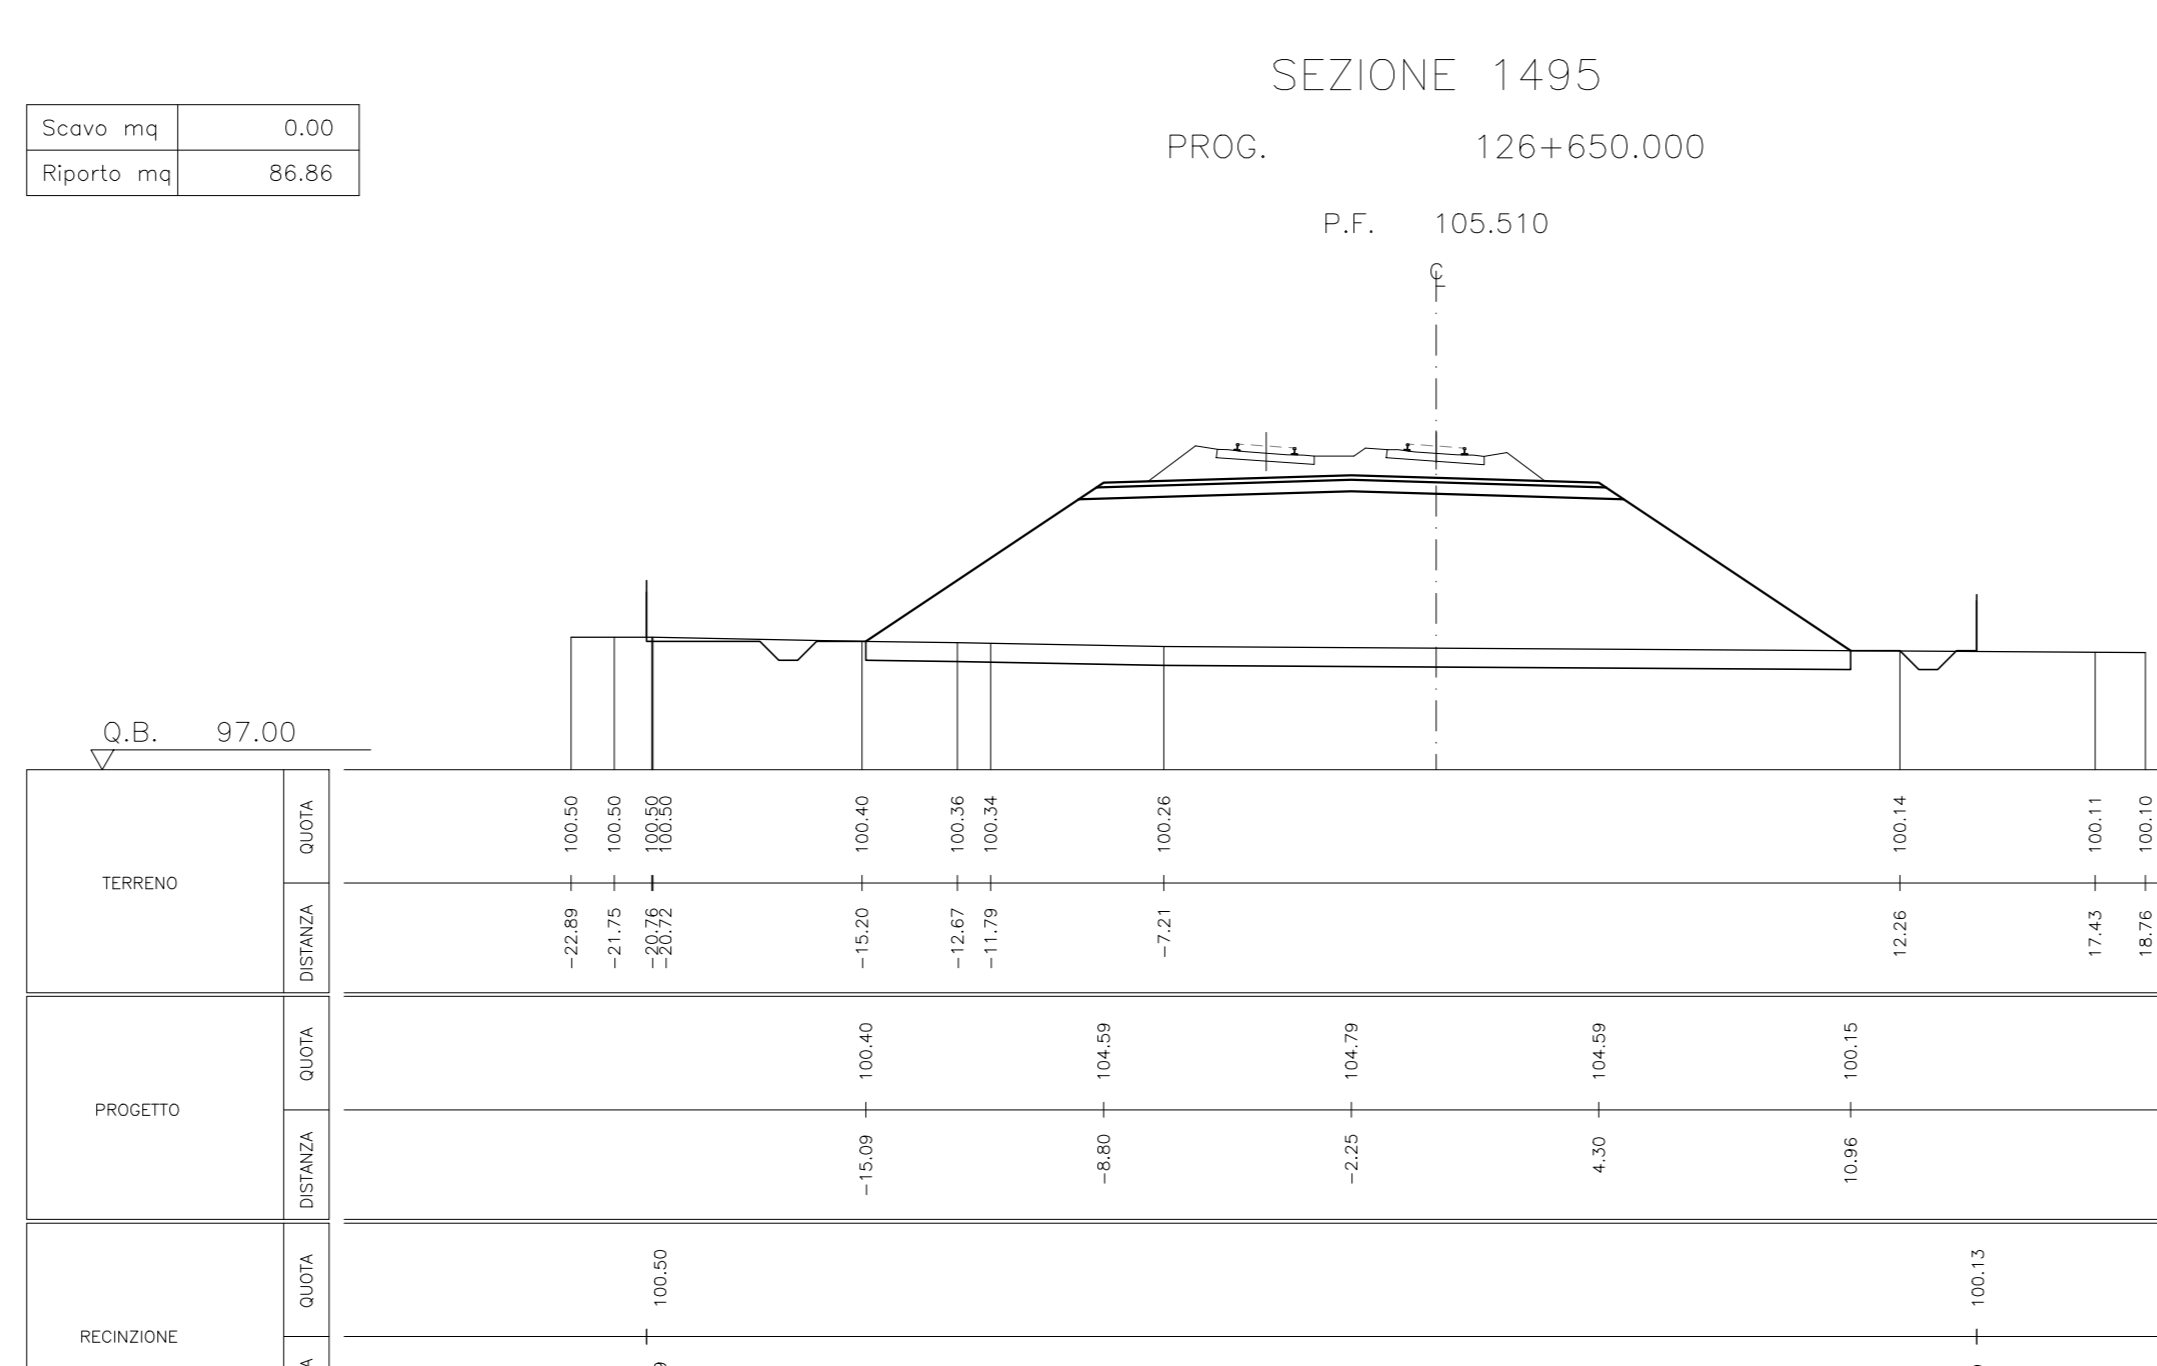 SEZIONE 1495
Scavo mq 0.00
PROG. 126+650.000
Riporto mq 86.86
P.F. 105.510
℄
Q.B. 97.00
TERRENO
QUOTA
100.50 100.50 100.50 100.50 100.40 100.36 100.34 100.26 100.14 100.11 100.10
DISTANZA
-22.89 -21.75 -20.76 -20.72 -15.20 -12.67 -11.79 -7.21 12.26 17.43 18.76
PROGETTO
QUOTA
100.40 104.59 104.79 104.59 100.15
DISTANZA
-15.09 -8.80 -2.25 4.30 10.96
RECINZIONE
QUOTA
100.50 100.13